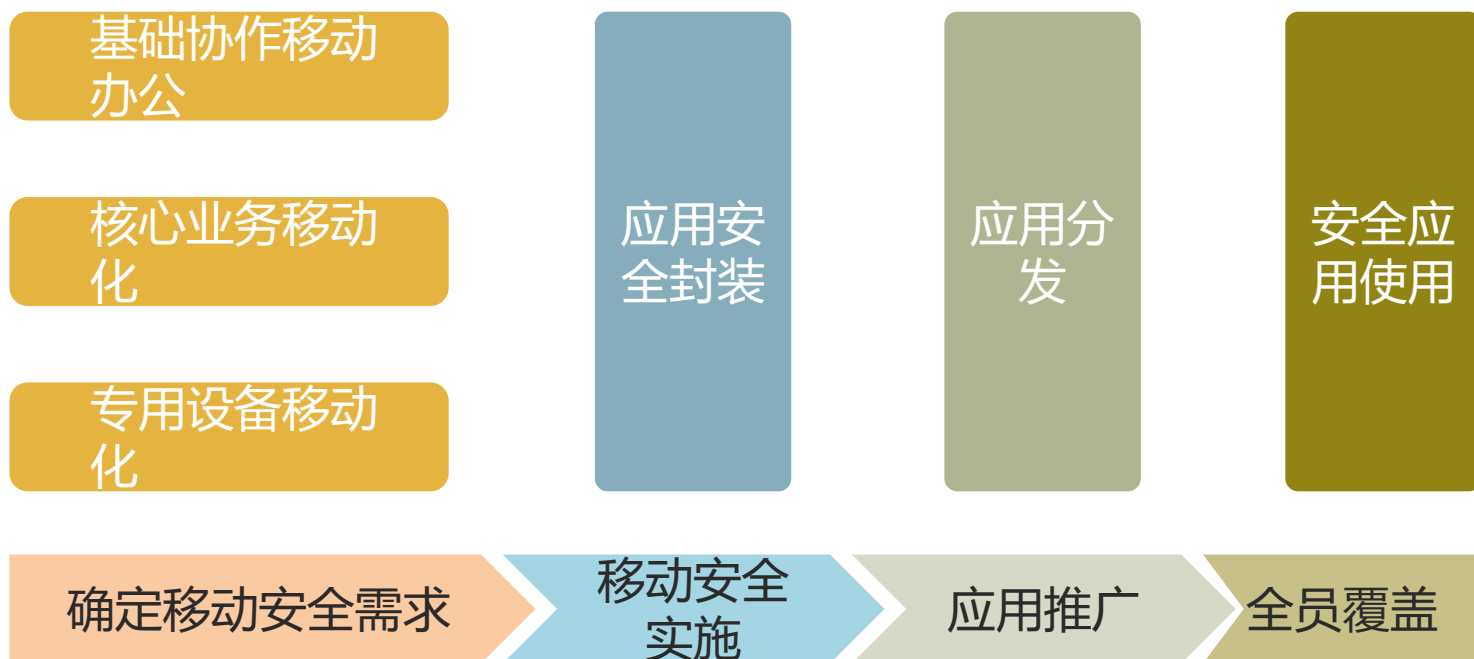 基础协作移动
办公
核心业务移动
化
专用设备移动
化
应用安
全封装
应用分
发
安全应
用使用
确定移动安全需求
移动安全
实施
应用推广
全员覆盖